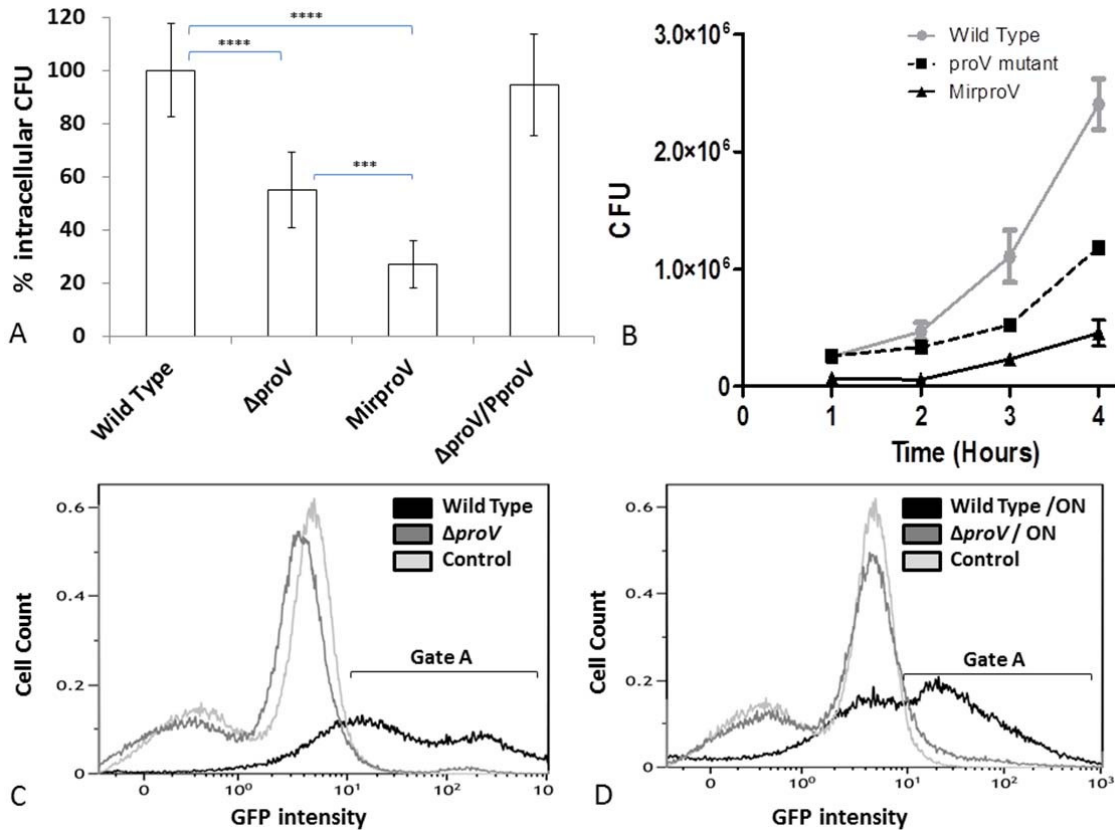 120
100
80
60
40
20
0
% intracellular CFU
****
****
***
Wild Type
ΔproV
MirproV
ΔproV/PproV
A
3.0×10⁶
2.0×10⁶
1.0×10⁶
0
CFU
Wild Type
proV mutant
MirproV
0 1 2 3 4
Time (Hours)
B
0.6
0.4
0.2
0
Cell Count
Wild Type
ΔproV
Control
Gate A
0 10⁰ 10¹ 10² 10
GFP intensity
C
0.6
0.4
0.2
0
Cell Count
Wild Type /ON
ΔproV / ON
Control
Gate A
0 10⁰ 10¹ 10² 10³
GFP intensity
D